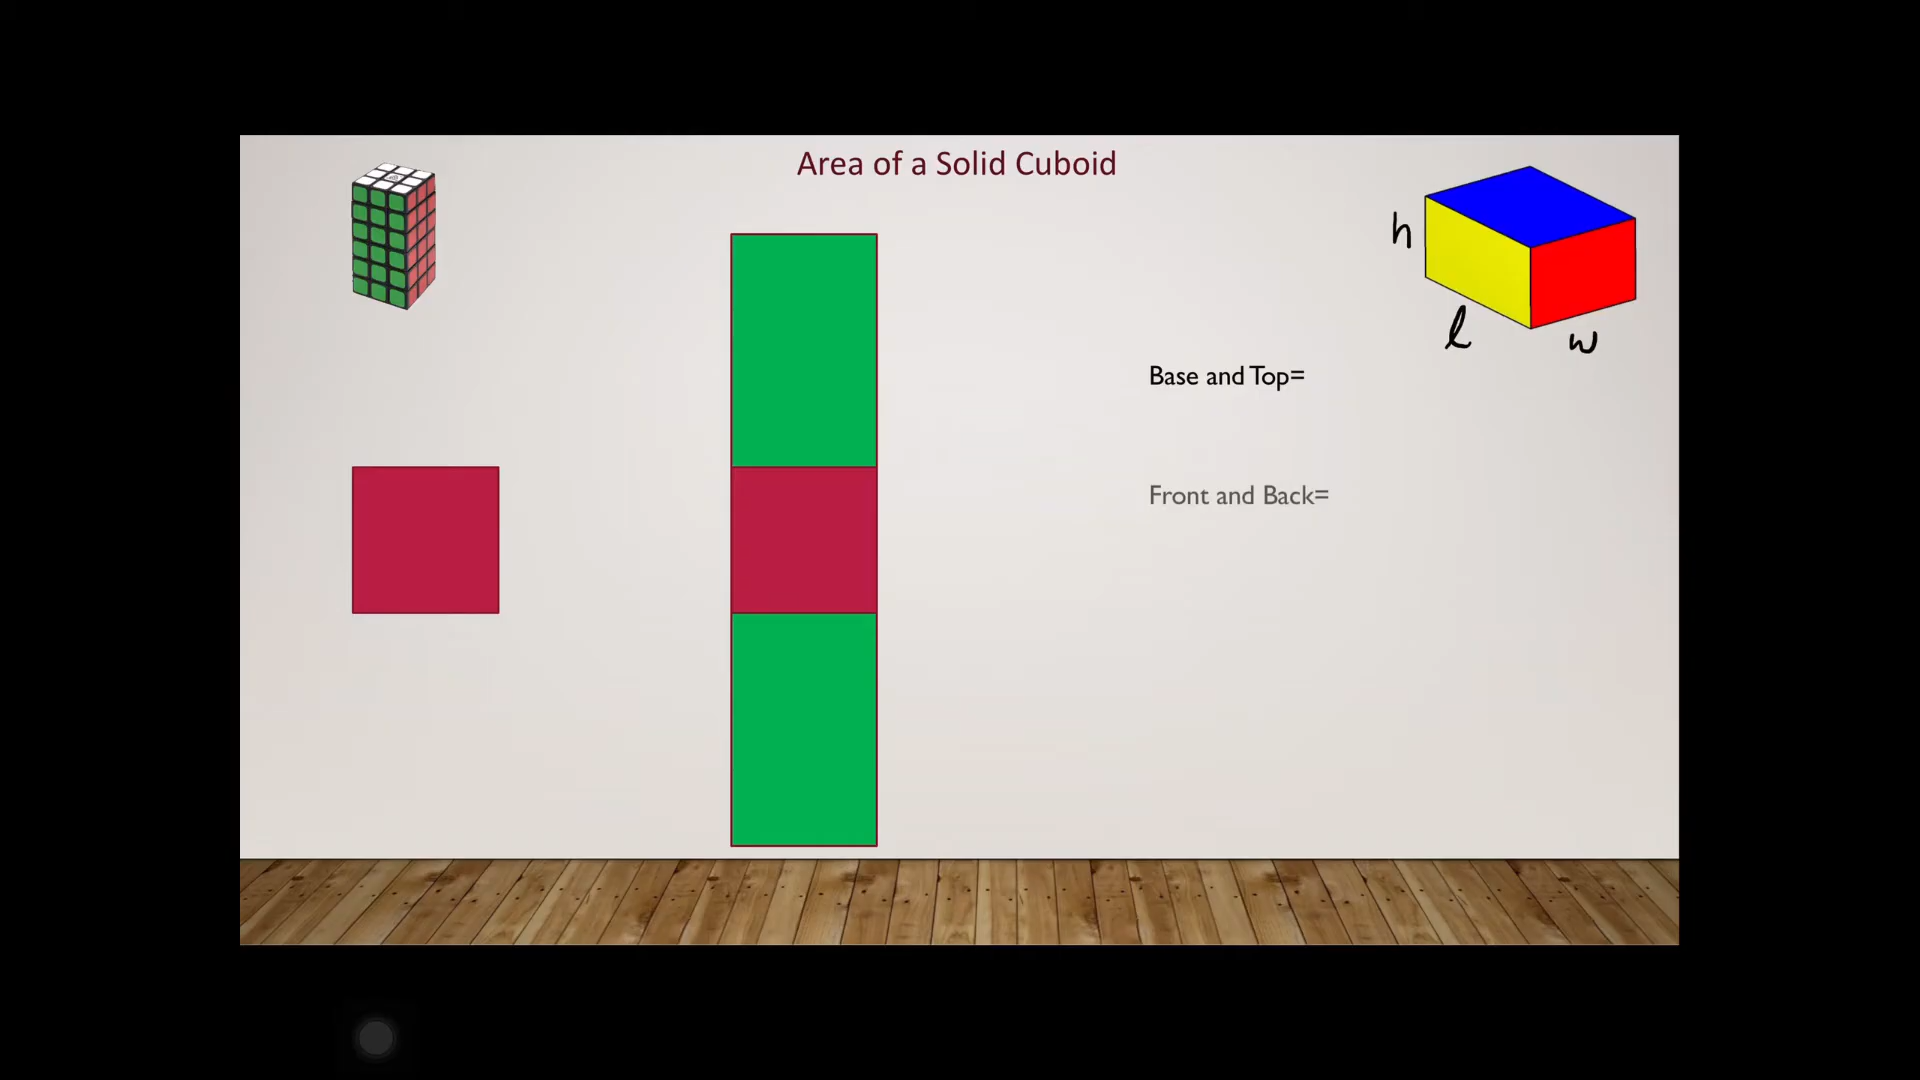 Area of a Solid Cuboid
h
l
w
Base and Top=
Front and Back=